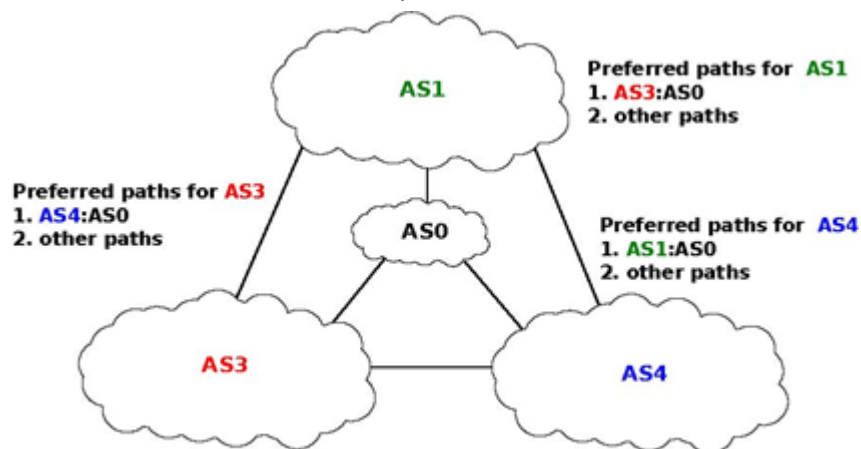 AS1
Preferred paths for AS1
1. AS3:AS0
2. other paths
Preferred paths for AS3
1. AS4:AS0
2. other paths
AS0
Preferred paths for AS4
1. AS1:AS0
2. other paths
AS3
AS4